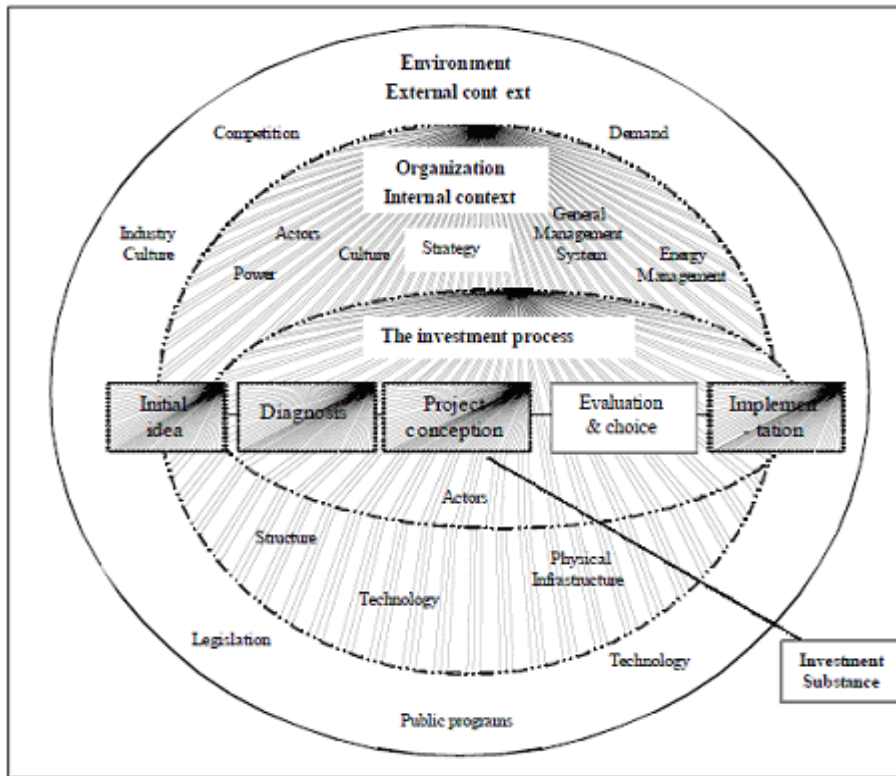 Environment
External cont ext
Competition
Demand
Organization
Internal context
Industry
Culture
Actors
Power
Culture
Strategy
General
Management
System
Energy
Management
The investment process
Initial
idea
Diagnosis
Project
conception
Evaluation
& choice
Implemen
- tation
Actors
Structure
Physical
Infrastructure
Technology
Legislation
Technology
Investment
Substance
Public programs